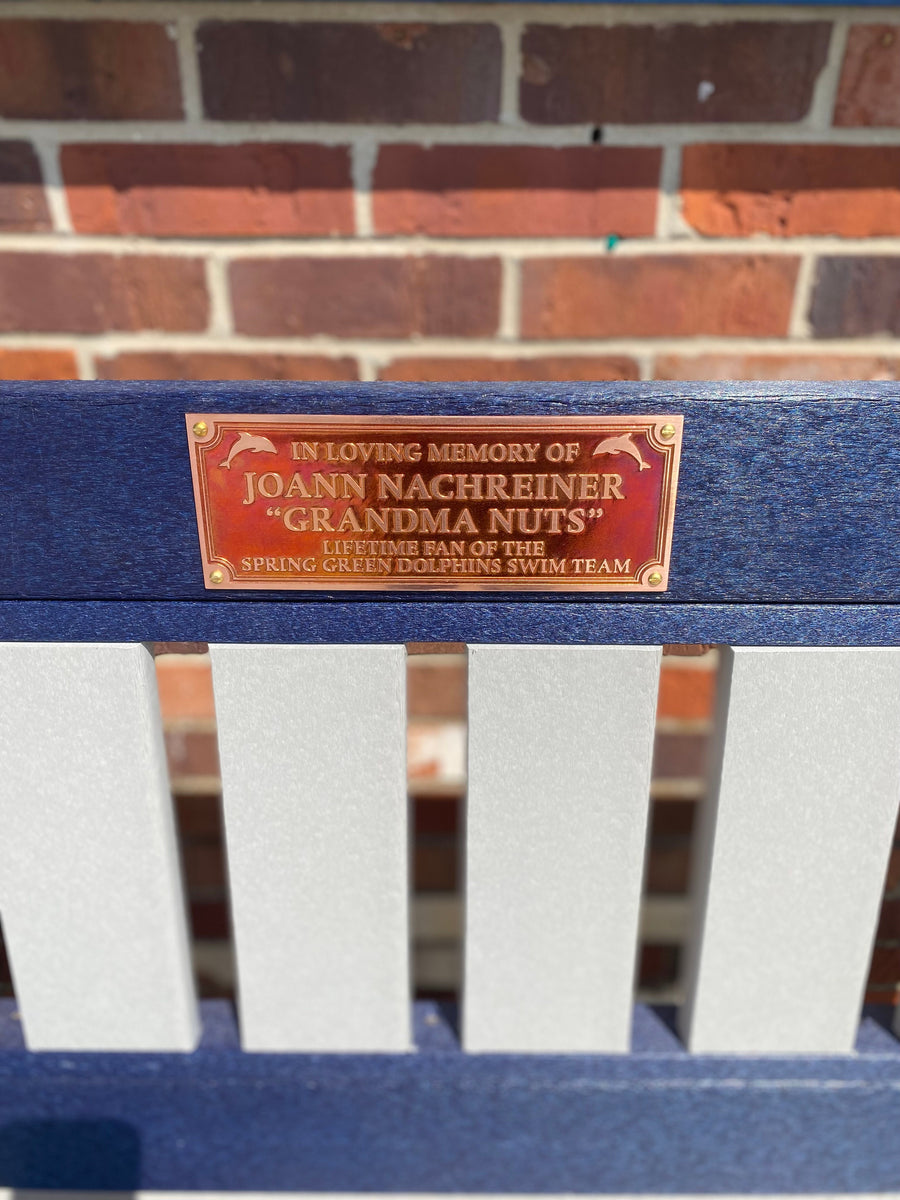 IN LOVING MEMORY OF
JOANN NACHREINER
“GRANDMA NUTS”
LIFETIME FAN OF THE
SPRING GREEN DOLPHINS SWIM TEAM